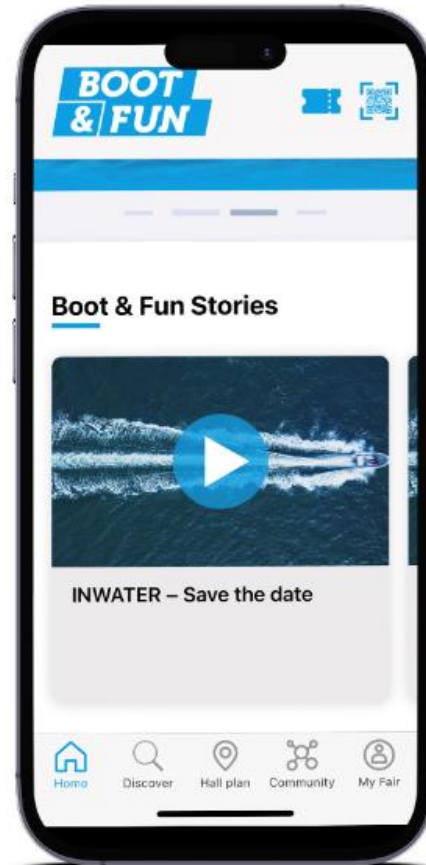 BOOT
& FUN
Boot & Fun Stories
INWATER – Save the date
Home Discover Hall plan Community My Fair